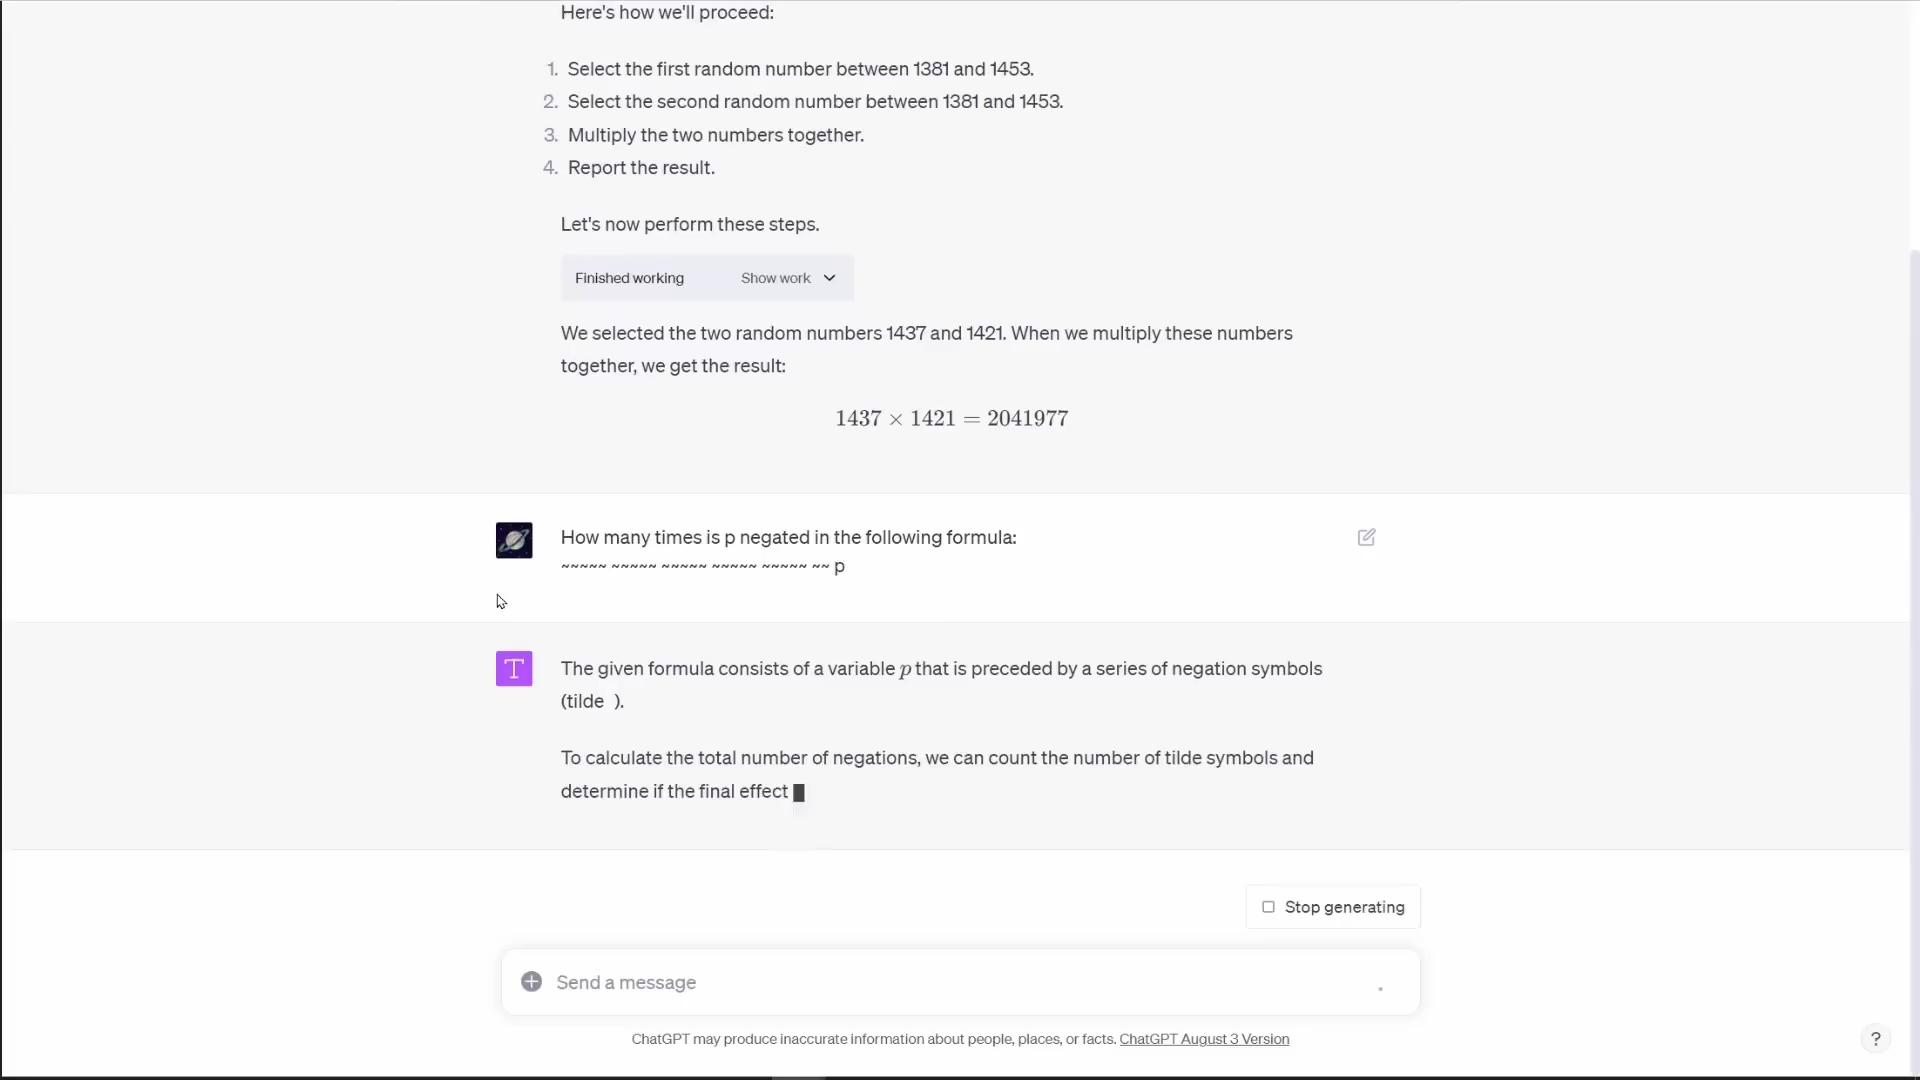 Here's how we'll proceed:
1. Select the first random number between 1381 and 1453.
2. Select the second random number between 1381 and 1453.
3. Multiply the two numbers together.
4. Report the result.
Let's now perform these steps.
Finished working Show work
We selected the two random numbers 1437 and 1421. When we multiply these numbers
together, we get the result:
1437 × 1421 = 2041977
How many times is p negated in the following formula:
~~~~~ ~~~~~ ~~~~~ ~~~~~ ~~~~~ ~~ p
T
The given formula consists of a variable p that is preceded by a series of negation symbols
(tilde ).
To calculate the total number of negations, we can count the number of tilde symbols and
determine if the final effect
Stop generating
Send a message
ChatGPT may produce inaccurate information about people, places, or facts. ChatGPT August 3 Version
?